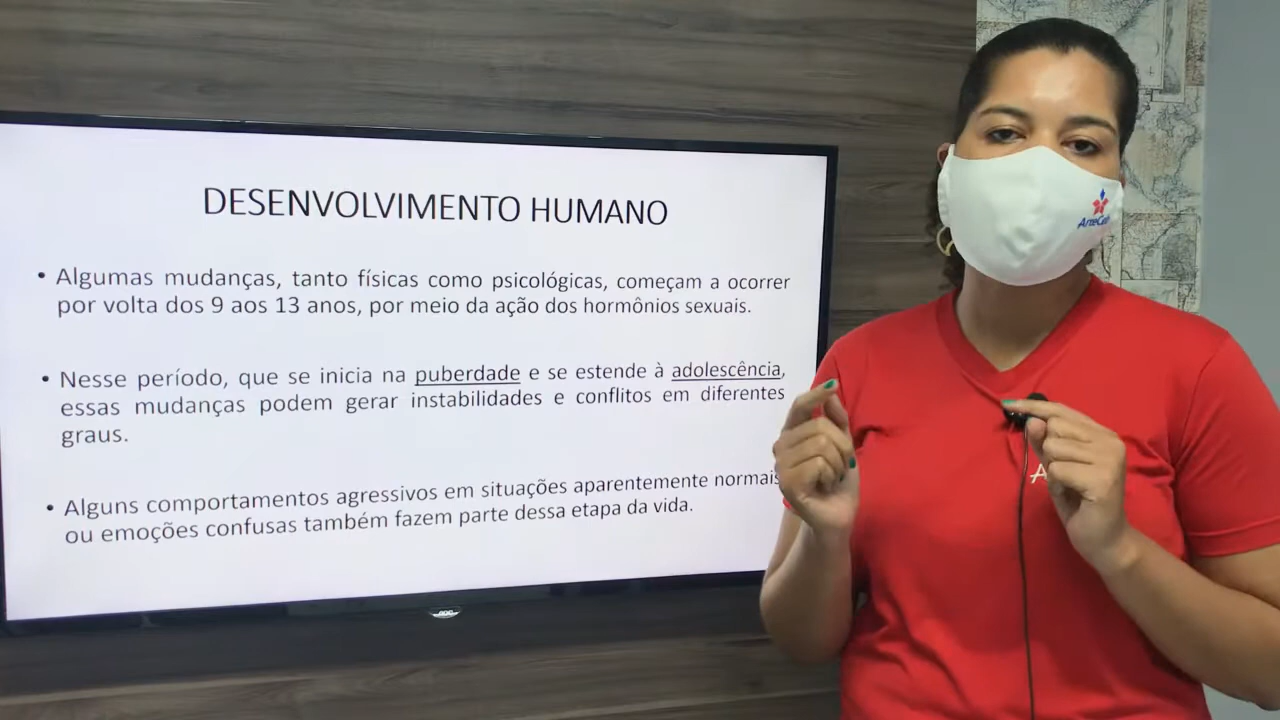 DESENVOLVIMENTO HUMANO
• Algumas mudanças, tanto físicas como psicológicas, começam a ocorrer
por volta dos 9 aos 13 anos, por meio da ação dos hormônios sexuais.
• Nesse período, que se inicia na puberdade e se estende à adolescência,
essas mudanças podem gerar instabilidades e conflitos em diferentes
graus.
• Alguns comportamentos agressivos em situações aparentemente normais
ou emoções confusas também fazem parte dessa etapa da vida.
AOC